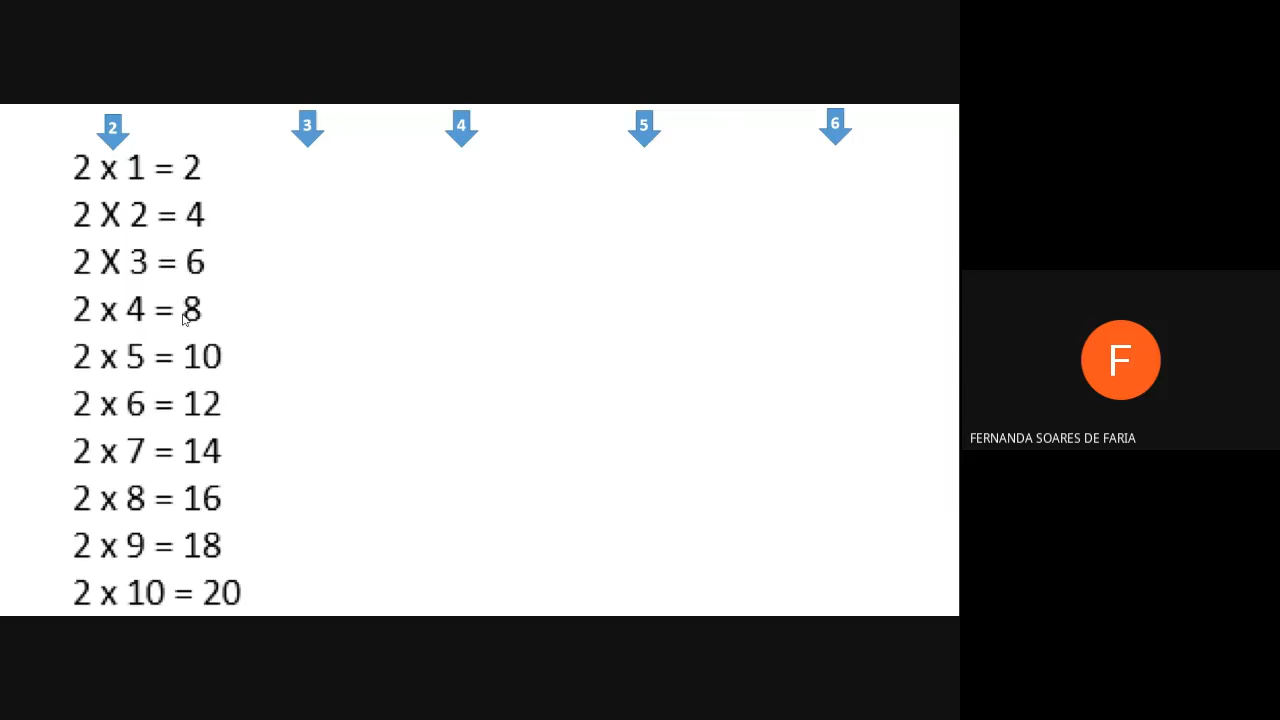 2 3 4 5 6
2 x 1 = 2
2 X 2 = 4
2 X 3 = 6
2 x 4 = 8
2 x 5 = 10
2 x 6 = 12
2 x 7 = 14
2 x 8 = 16
2 x 9 = 18
2 x 10 = 20
F
FERNANDA SOARES DE FARIA